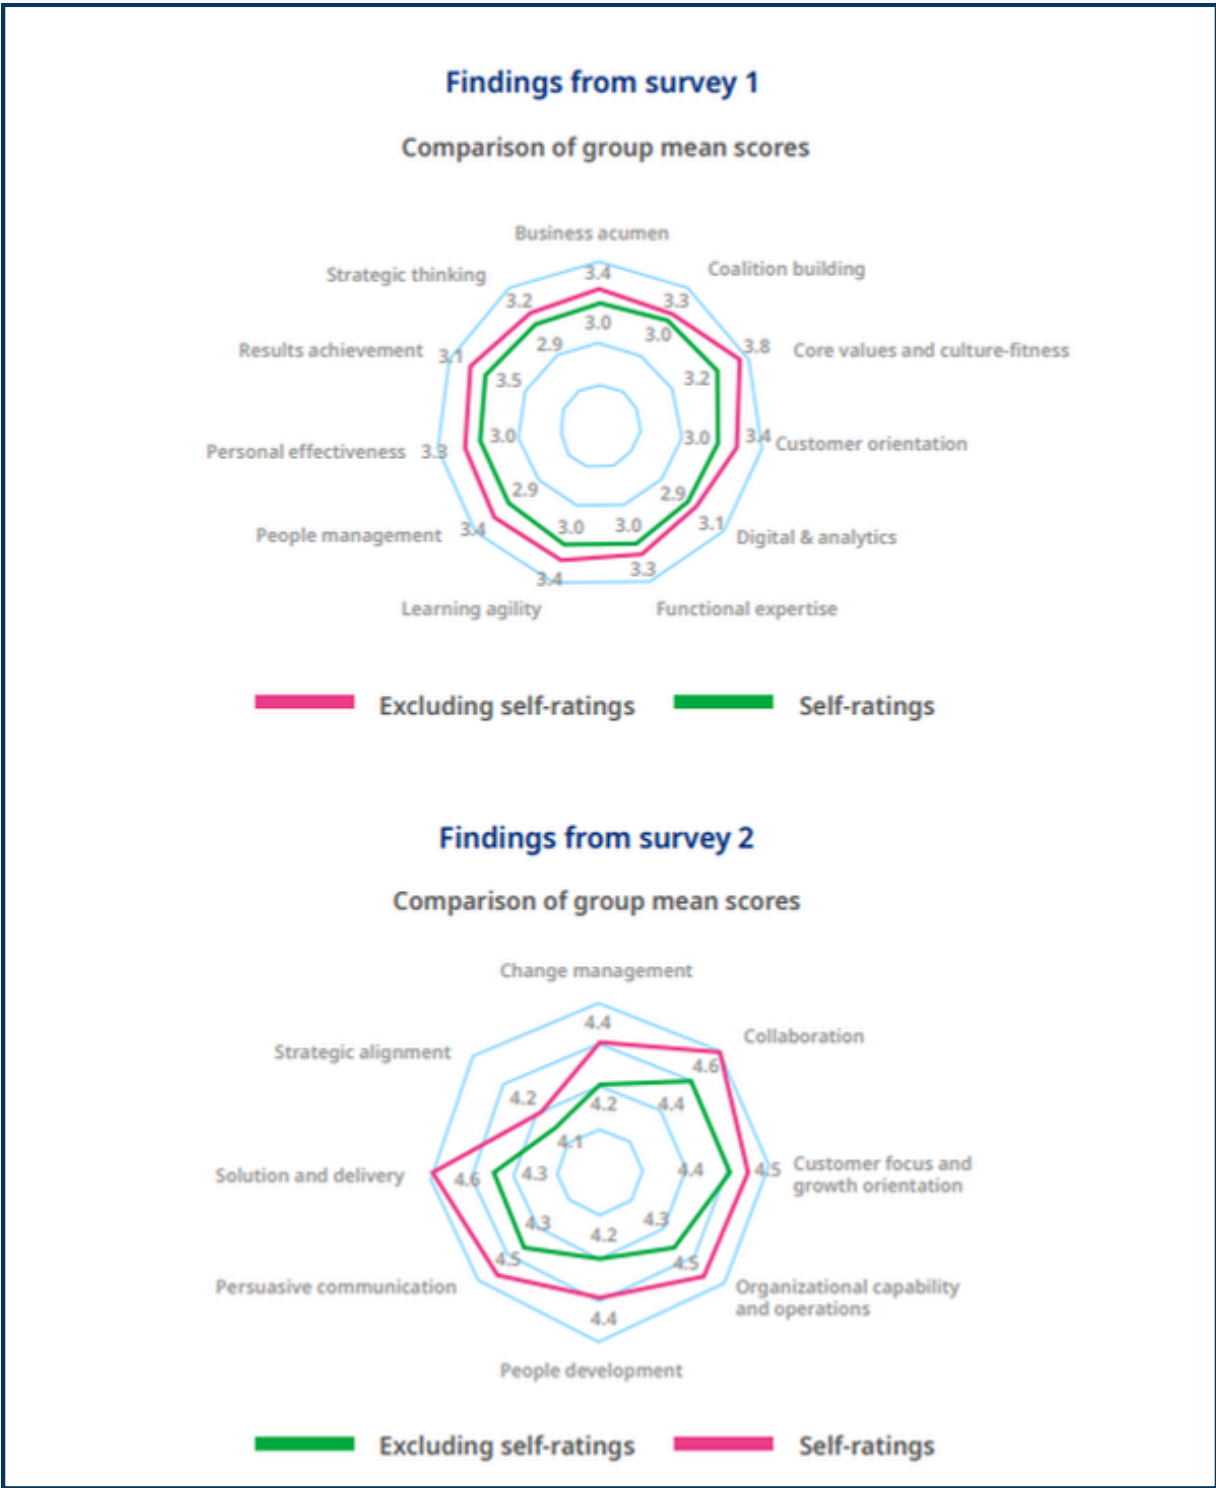 Findings from survey 1
Comparison of group mean scores
Business acumen
Strategic thinking
3.4
Coalition building
3.2
3.3
3.0
3.0
Results achievement
3.1
2.9
3.8
Core values and culture-fitness
3.5
3.2
Personal effectiveness
3.3
3.0
3.0
3.4
Customer orientation
2.9
2.9
People management
3.4
3.0
3.0
3.1
Digital & analytics
3.4
3.3
Learning agility
Functional expertise
Excluding self-ratings
Self-ratings
Findings from survey 2
Comparison of group mean scores
Change management
4.4
Collaboration
Strategic alignment
4.6
4.2
4.2
4.4
4.1
Solution and delivery
4.6
4.3
4.4
4.5
Customer focus and
growth orientation
4.3
4.2
4.3
4.5
4.5
Persuasive communication
Organizational capability
and operations
4.4
People development
Excluding self-ratings
Self-ratings